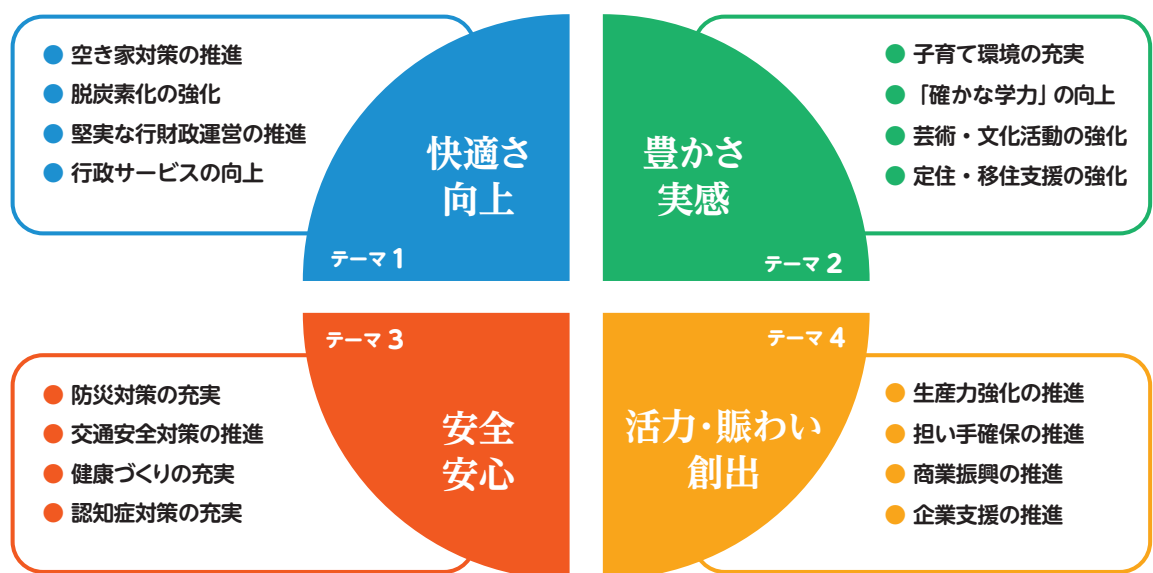 空き家対策の推進
脱炭素化の強化
堅実な行財政運営の推進
行政サービスの向上
快適さ
向上
テーマ 1
豊かさ
実感
テーマ 2
子育て環境の充実
「確かな学力」の向上
芸術・文化活動の強化
定住・移住支援の強化
テーマ 3
安全
安心
防災対策の充実
交通安全対策の推進
健康づくりの充実
認知症対策の充実
テーマ 4
活力・賑わい
創出
生産力強化の推進
担い手確保の推進
商業振興の推進
企業支援の推進